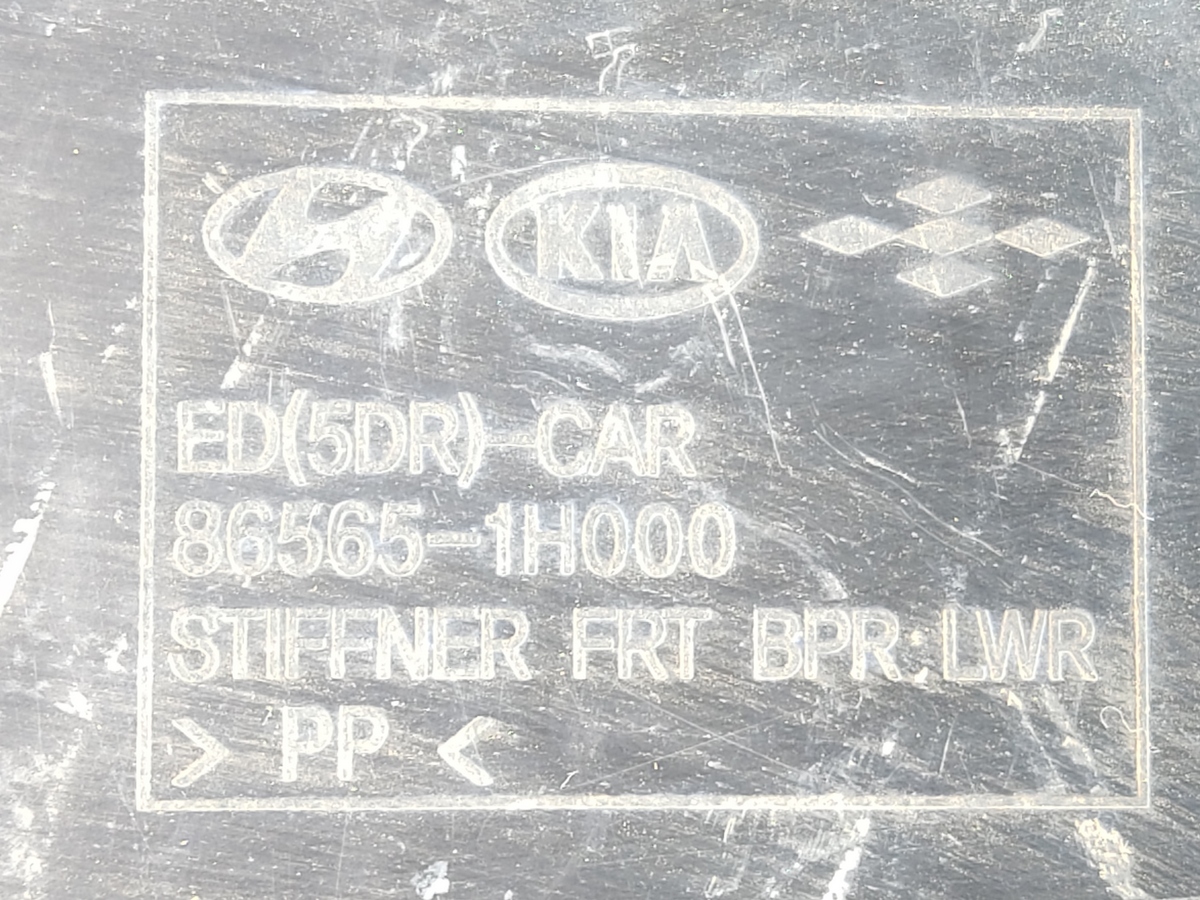 KIA
ED(5DR)-CAR
86565-1H000
STIFFNER FRT BPR LWR
> PP <